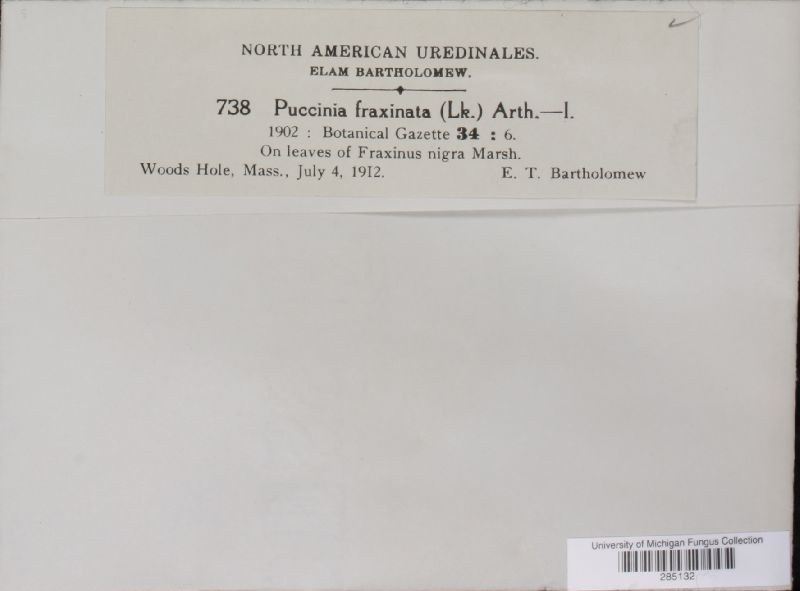 NORTH AMERICAN UREDINALES.
ELAM BARTHOLOMEW.
738 Puccinia fraxinata (Lk.) Arth.—I.
1902 : Botanical Gazette 34 : 6.
On leaves of Fraxinus nigra Marsh.
Woods Hole, Mass., July 4, 1912. E. T. Bartholomew
University of Michigan Fungus Collection
285132